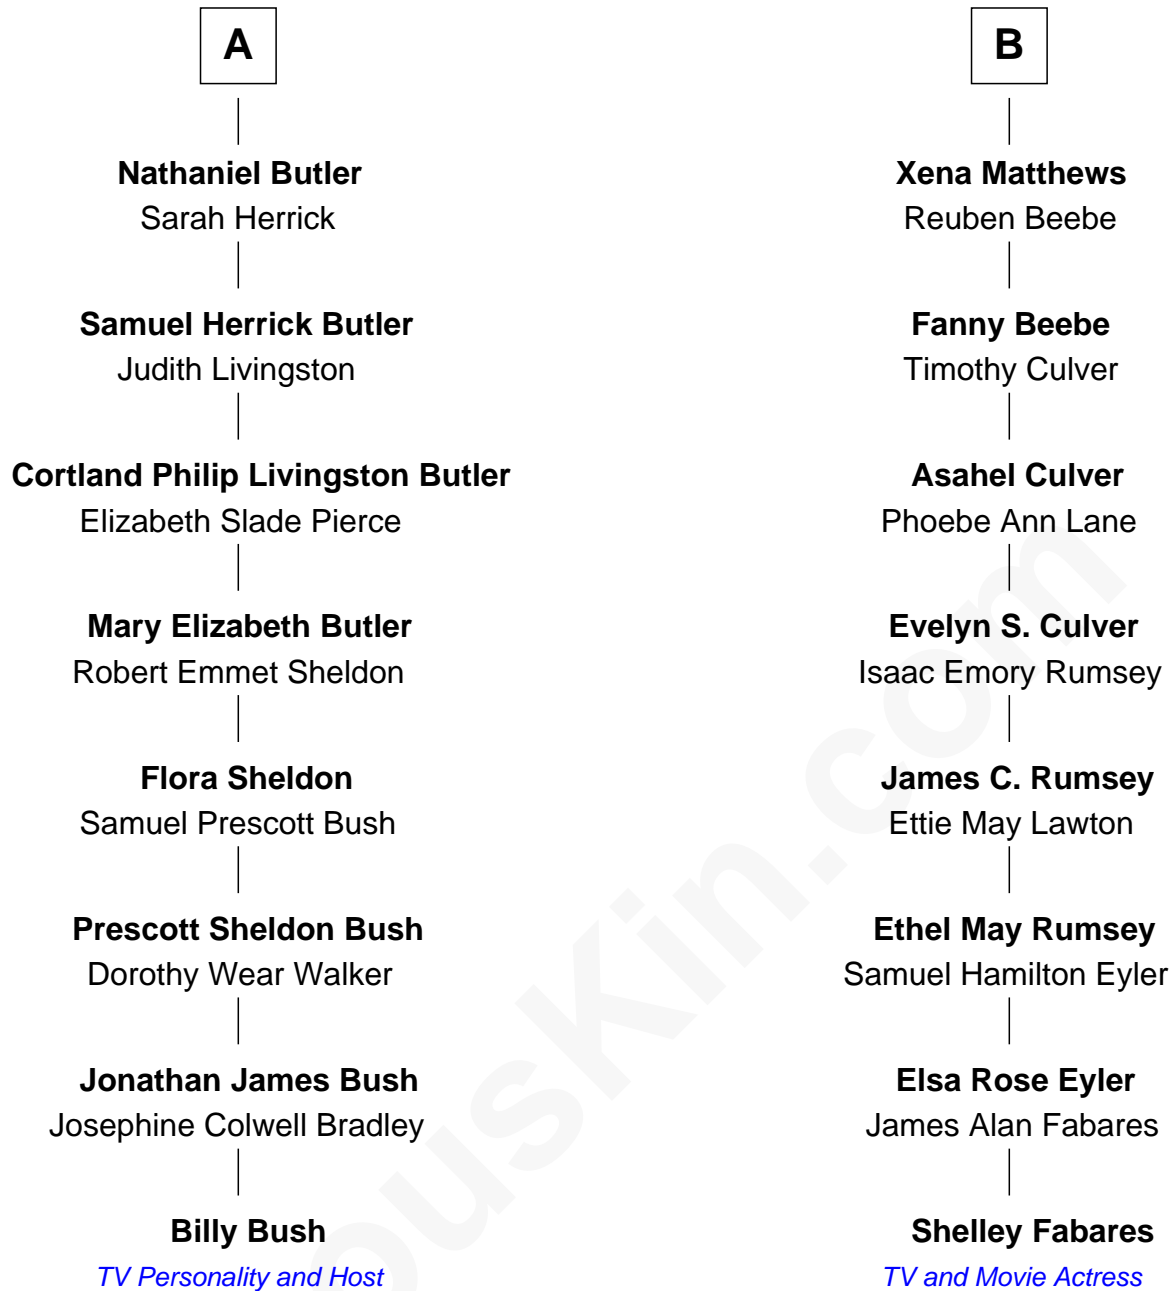 A
Nathaniel Butler
Sarah Herrick
Samuel Herrick Butler
Judith Livingston
Cortland Philip Livingston Butler
Elizabeth Slade Pierce
Mary Elizabeth Butler
Robert Emmet Sheldon
Flora Sheldon
Samuel Prescott Bush
Prescott Sheldon Bush
Dorothy Wear Walker
Jonathan James Bush
Josephine Colwell Bradley
Billy Bush
TV Personality and Host
B
Xena Matthews
Reuben Beebe
Fanny Beebe
Timothy Culver
Asahel Culver
Phoebe Ann Lane
Evelyn S. Culver
Isaac Emory Rumsey
James C. Rumsey
Ettie May Lawton
Ethel May Rumsey
Samuel Hamilton Eyler
Elsa Rose Eyler
James Alan Fabares
Shelley Fabares
TV and Movie Actress
ousKin.com